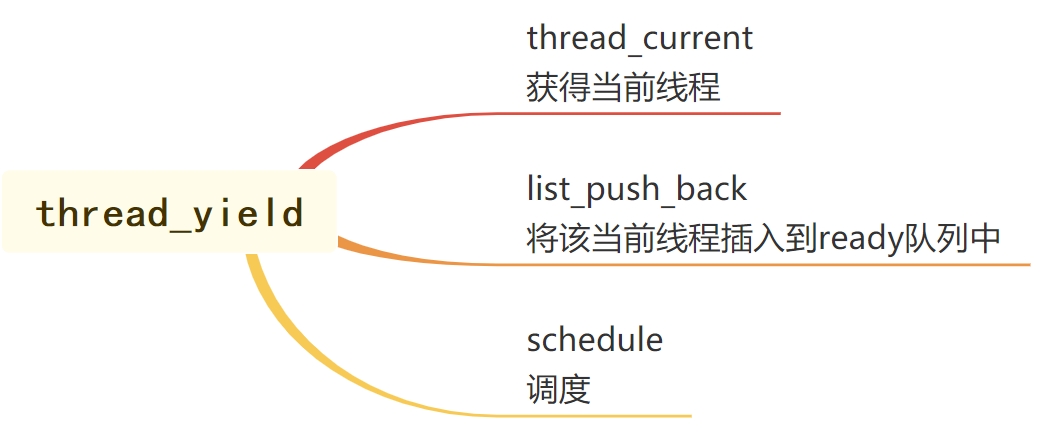 thread_current
获得当前线程
thread_yield
list_push_back
将该当前线程插入到ready队列中
schedule
调度